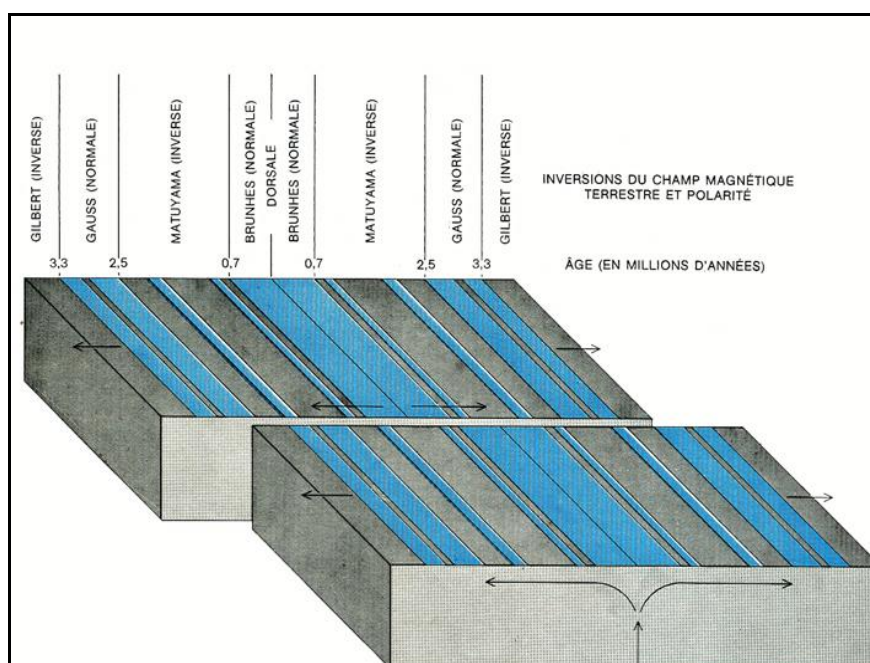 GILBERT (INVERSE)
GAUSS (NORMALE)
MATUYAMA (INVERSE)
BRUNHES (NORMALE)
DORSALE
BRUNHES (NORMALE)
MATUYAMA (INVERSE)
GAUSS (NORMALE)
GILBERT (INVERSE)
INVERSIONS DU CHAMP MAGNÉTIQUE
TERRESTRE ET POLARITÉ
3,3 2,5 0,7 0,7 2,5 3,3 ÂGE (EN MILLIONS D'ANNÉES)